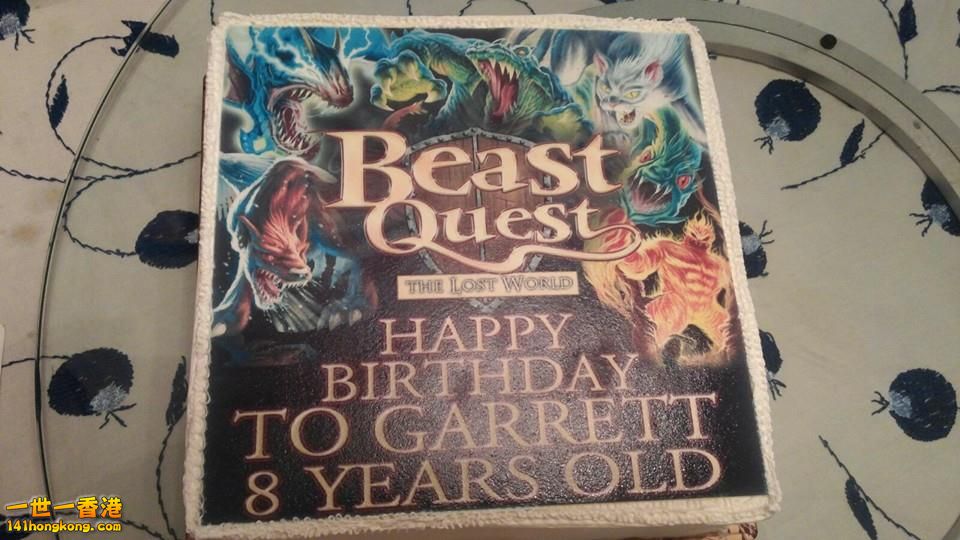 Beast
Quest
THE LOST WORLD
HAPPY
BIRTHDAY
TO GARRETT
8 YEARS OLD
一世一香港
141hongkong.com